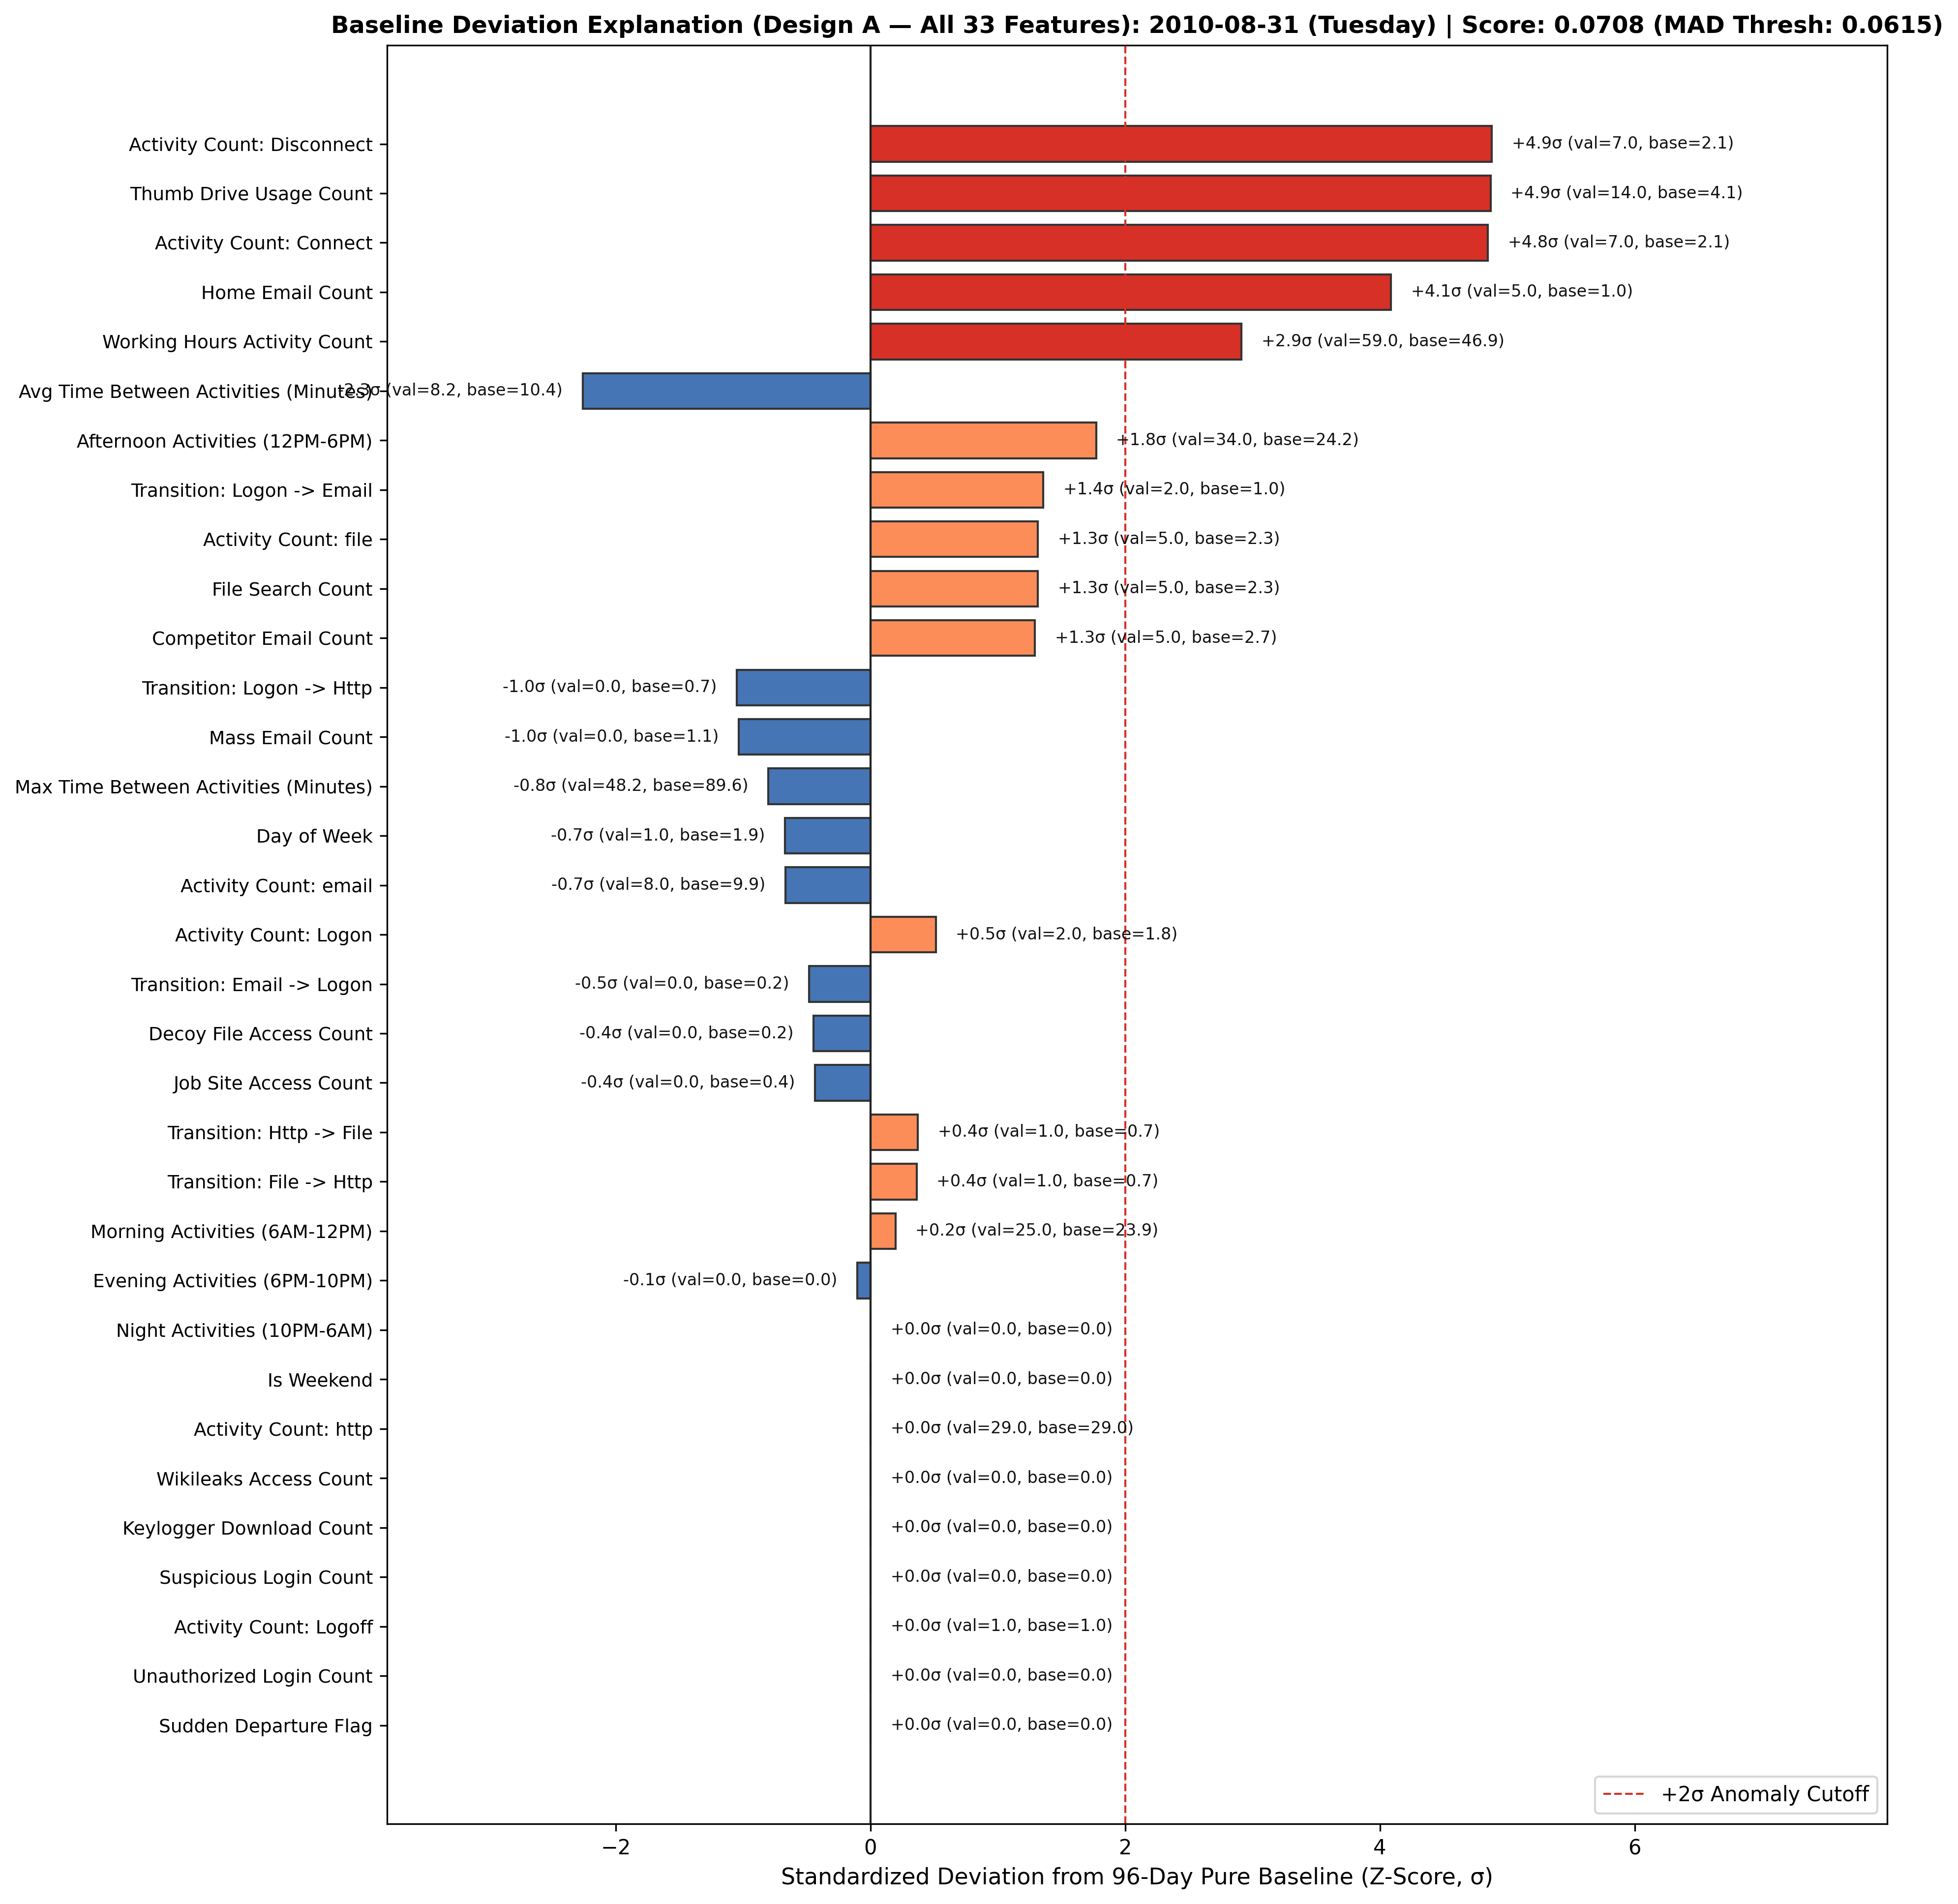 Baseline Deviation Explanation (Design A — All 33 Features): 2010-08-31 (Tuesday) | Score: 0.0708 (MAD Thresh: 0.0615)
Activity Count: Disconnect +4.9σ (val=7.0, base=2.1)
Thumb Drive Usage Count +4.9σ (val=14.0, base=4.1)
Activity Count: Connect +4.8σ (val=7.0, base=2.1)
Home Email Count +4.1σ (val=5.0, base=1.0)
Working Hours Activity Count +2.9σ (val=59.0, base=46.9)
Avg Time Between Activities (Minutes) -2.3σ (val=8.2, base=10.4)
Afternoon Activities (12PM-6PM) +1.8σ (val=34.0, base=24.2)
Transition: Logon -> Email +1.4σ (val=2.0, base=1.0)
Activity Count: file +1.3σ (val=5.0, base=2.3)
File Search Count +1.3σ (val=5.0, base=2.3)
Competitor Email Count +1.3σ (val=5.0, base=2.7)
Transition: Logon -> Http -1.0σ (val=0.0, base=0.7)
Mass Email Count -1.0σ (val=0.0, base=1.1)
Max Time Between Activities (Minutes) -0.8σ (val=48.2, base=89.6)
Day of Week -0.7σ (val=1.0, base=1.9)
Activity Count: email -0.7σ (val=8.0, base=9.9)
Activity Count: Logon +0.5σ (val=2.0, base=1.8)
Transition: Email -> Logon -0.5σ (val=0.0, base=0.2)
Decoy File Access Count -0.4σ (val=0.0, base=0.2)
Job Site Access Count -0.4σ (val=0.0, base=0.4)
Transition: Http -> File +0.4σ (val=1.0, base=0.7)
Transition: File -> Http +0.4σ (val=1.0, base=0.7)
Morning Activities (6AM-12PM) +0.2σ (val=25.0, base=23.9)
Evening Activities (6PM-10PM) -0.1σ (val=0.0, base=0.0)
Night Activities (10PM-6AM) +0.0σ (val=0.0, base=0.0)
Is Weekend +0.0σ (val=0.0, base=0.0)
Activity Count: http +0.0σ (val=29.0, base=29.0)
Wikileaks Access Count +0.0σ (val=0.0, base=0.0)
Keylogger Download Count +0.0σ (val=0.0, base=0.0)
Suspicious Login Count +0.0σ (val=0.0, base=0.0)
Activity Count: Logoff +0.0σ (val=1.0, base=1.0)
Unauthorized Login Count +0.0σ (val=0.0, base=0.0)
Sudden Departure Flag +0.0σ (val=0.0, base=0.0)
+2σ Anomaly Cutoff
−2 0 2 4 6
Standardized Deviation from 96-Day Pure Baseline (Z-Score, σ)